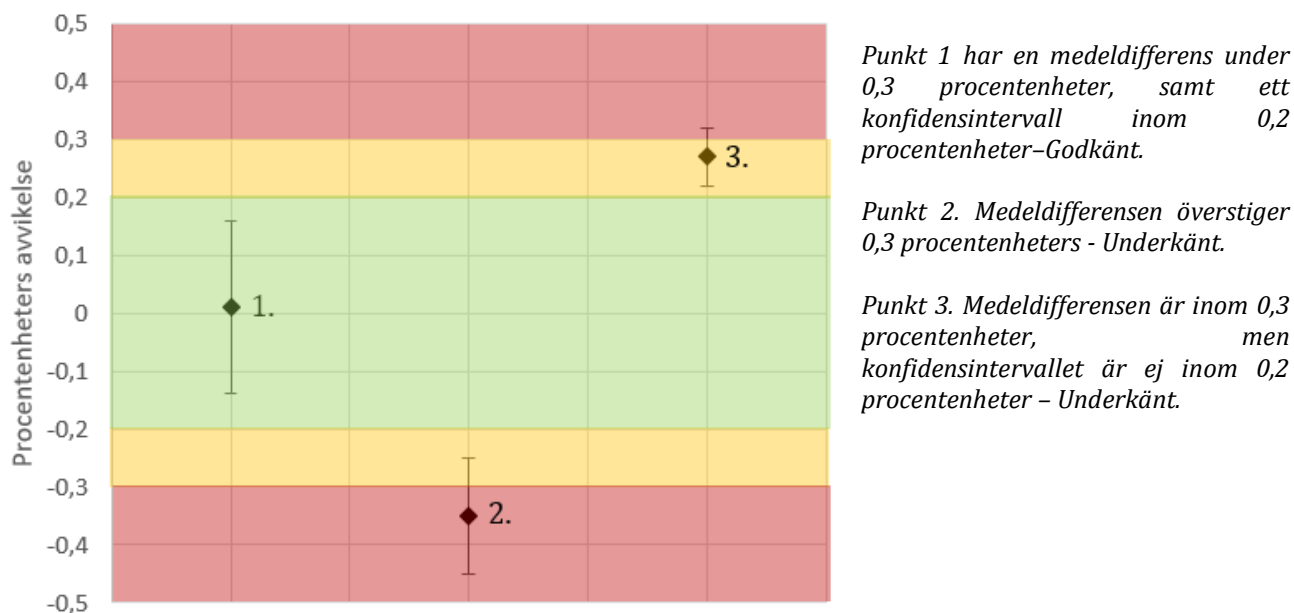 0,5
0,4
0,3
0,2
0,1
0
-0,1
-0,2
-0,3
-0,4
-0,5
Procentenheters avvikelse
1.
2.
3.
Punkt 1 har en medeldifferens under
0,3 procentenheter, samt ett
konfidensintervall inom 0,2
procentenheter–Godkänt.
Punkt 2. Medeldifferensen överstiger
0,3 procentenheters - Underkänt.
Punkt 3. Medeldifferensen är inom 0,3
procentenheter, men
konfidensintervallet är ej inom 0,2
procentenheter – Underkänt.